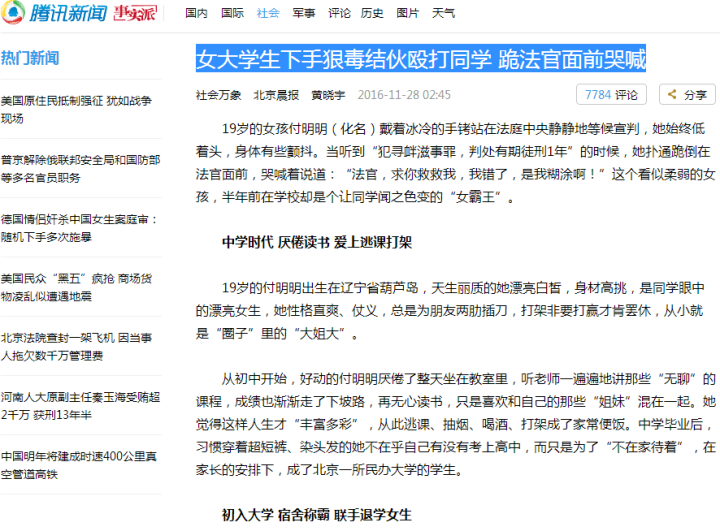 腾讯新闻 事实派 国内 国际 社会 军事 评论 历史 图片 天气
热门新闻
美国原住民抵制强征 犹如战争
现场
普京解除俄联邦安全局和国防部
等多名官员职务
德国情侣奸杀中国女生案庭审：
随机下手多次施暴
美国民众“黑五”疯抢 商场货
物凌乱似遭遇地震
北京法院查封一架飞机 因当事
人拖欠数千万管理费
河南人大原副主任秦玉海受贿超
2千万 获刑13年半
中国明年将建成时速400公里真
空管道高铁
女大学生下手狠毒结伙殴打同学 跪法官面前哭喊
社会万象 北京晨报 黄晓宇 2016-11-28 02:45 7784 评论 分享
19岁的女孩付明明（化名）戴着冰冷的手铐站在法庭中央静静地等候宣判，她始终低
着头，身体有些颤抖。当听到“犯寻衅滋事罪，判处有期徒刑1年”的时候，她扑通跪倒在
法官面前，哭喊着说道：“法官，求你救救我，我错了，是我糊涂啊！”这个看似柔弱的女
孩，半年前在学校却是个让同学闻之色变的“女霸王”。
中学时代 厌倦读书 爱上逃课打架
19岁的付明明出生在辽宁省葫芦岛，天生丽质的她漂亮白皙，身材高挑，是同学眼中
的漂亮女生，她性格直爽、仗义，总是为朋友两肋插刀，打架非要打赢才肯罢休，从小就
是“圈子”里的“大姐大”。
从初中开始，好动的付明明厌倦了整天坐在教室里，听老师一遍遍地讲那些“无聊”的
课程，成绩也渐渐走了下坡路，再无心读书，只是喜欢和自己的那些“姐妹”混在一起。她
觉得这样人生才“丰富多彩”，从此逃课、抽烟、喝酒、打架成了家常便饭。中学毕业后，
习惯穿着超短裤、染头发的她不在乎自己有没有考上高中，而只是为了“不在家待着”，在
家长的安排下，成了北京一所民办大学的学生。
初入大学 宿舍称霸 联手退学女生